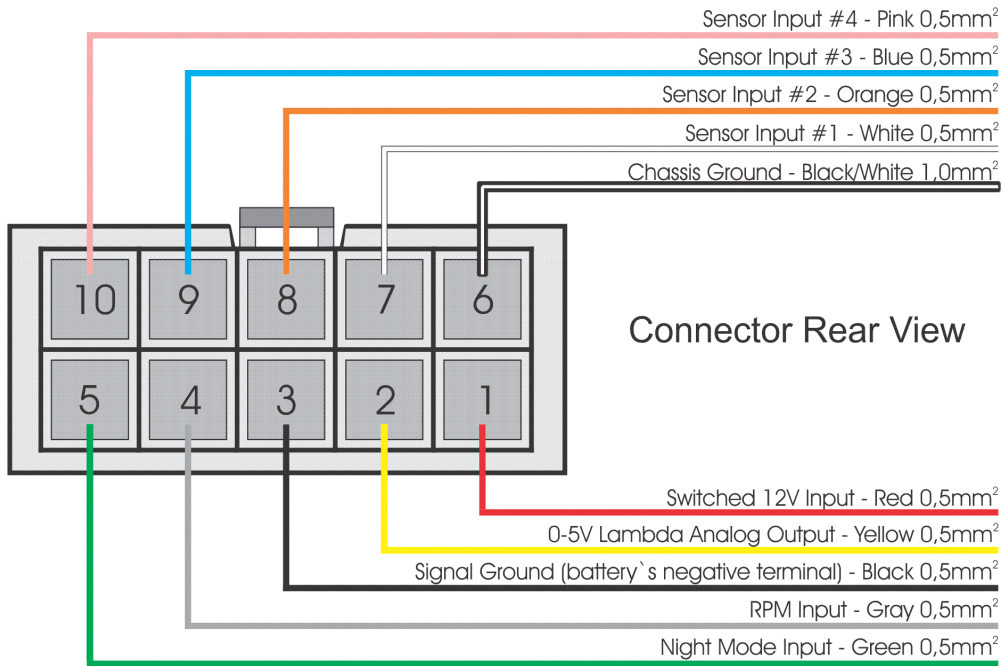 Sensor Input #4 - Pink 0,5mm²
Sensor Input #3 - Blue 0,5mm²
Sensor Input #2 - Orange 0,5mm²
Sensor Input #1 - White 0,5mm²
Chassis Ground - Black/White 1,0mm²
10 9 8 7 6
Connector Rear View
5 4 3 2 1
Switched 12V Input - Red 0,5mm²
0-5V Lambda Analog Output - Yellow 0,5mm²
Signal Ground (battery`s negative terminal) - Black 0,5mm²
RPM Input - Gray 0,5mm²
Night Mode Input - Green 0,5mm²